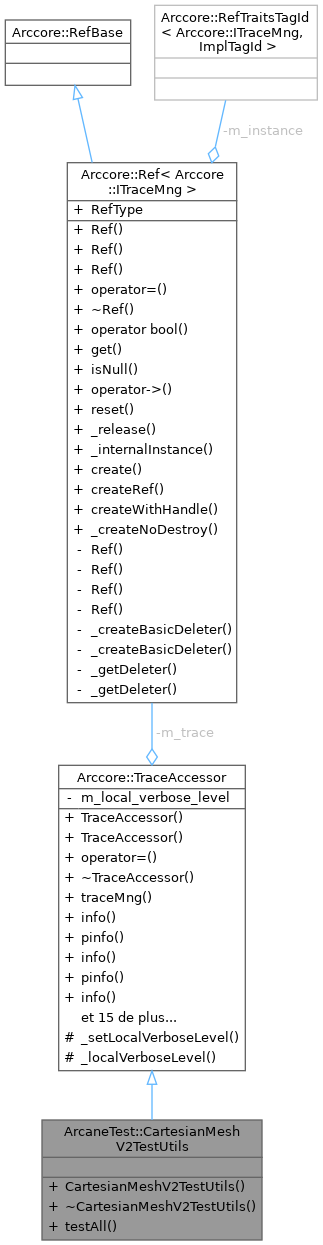 Arccore::RefBase
Arccore::RefTraitsTagId
< Arccore::ITraceMng,
ImplTagId >
-m_instance
Arccore::Ref< Arccore
::ITraceMng >
+ RefType
+ Ref()
+ Ref()
+ Ref()
+ operator=()
+ ~Ref()
+ operator bool()
+ get()
+ isNull()
+ operator->()
+ reset()
+ _release()
+ _internalInstance()
+ create()
+ createRef()
+ createWithHandle()
+ _createNoDestroy()
- Ref()
- Ref()
- Ref()
- Ref()
- _createBasicDeleter()
- _createBasicDeleter()
- _getDeleter()
- _getDeleter()
-m_trace
Arccore::TraceAccessor
- m_local_verbose_level
+ TraceAccessor()
+ TraceAccessor()
+ operator=()
+ ~TraceAccessor()
+ traceMng()
+ info()
+ pinfo()
+ info()
+ pinfo()
+ info()
et 15 de plus...
# _setLocalVerboseLevel()
# _localVerboseLevel()
ArcaneTest::CartesianMesh
V2TestUtils
+ CartesianMeshV2TestUtils()
+ ~CartesianMeshV2TestUtils()
+ testAll()